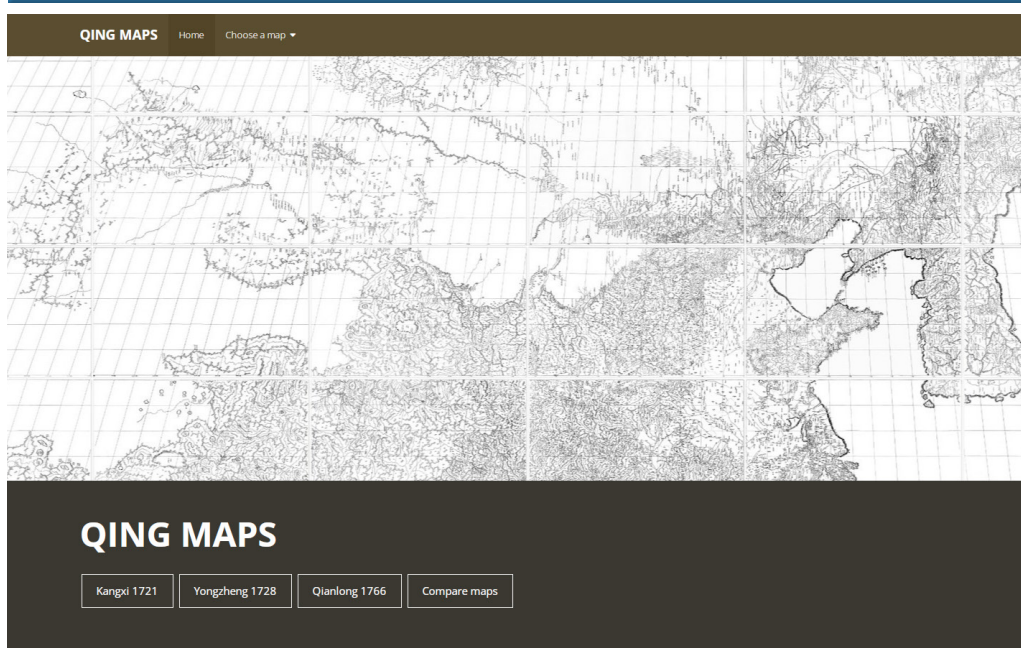 QING MAPS Home Choose a map
QING MAPS
Kangxi 1721 Yongzheng 1728 Qianlong 1766 Compare maps